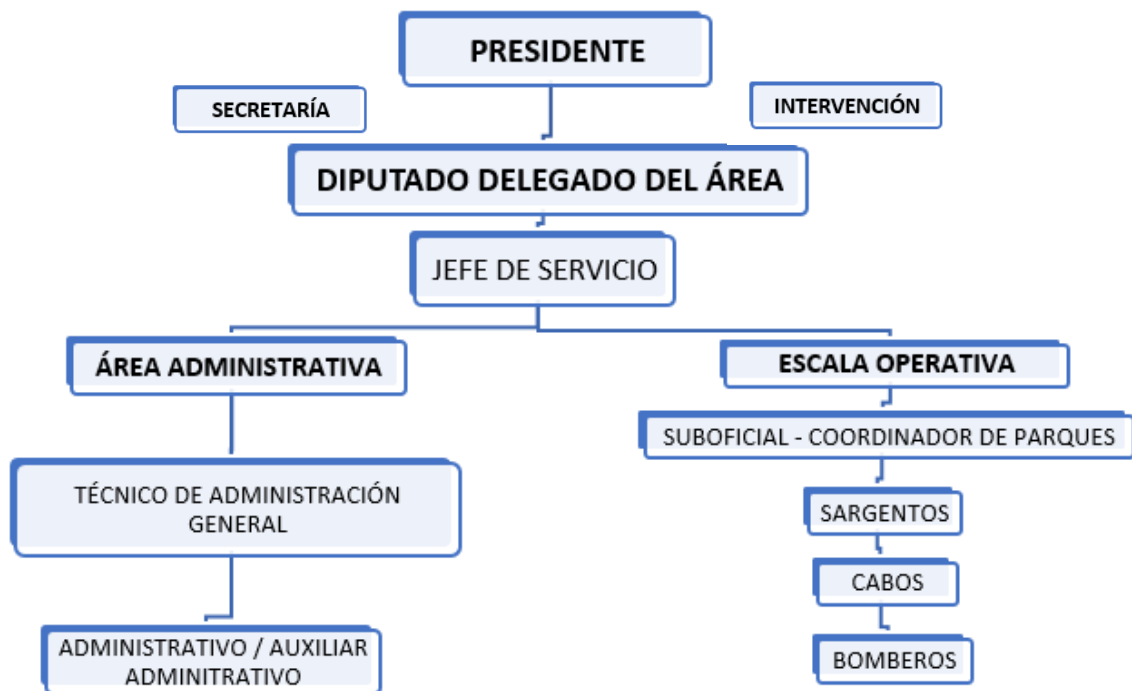 PRESIDENTE
SECRETARÍA
INTERVENCIÓN
DIPUTADO DELEGADO DEL ÁREA
JEFE DE SERVICIO
ÁREA ADMINISTRATIVA
ESCALA OPERATIVA
SUBOFICIAL - COORDINADOR DE PARQUES
TÉCNICO DE ADMINISTRACIÓN
GENERAL
SARGENTOS
CABOS
ADMINISTRATIVO / AUXILIAR
ADMINITRATIVO
BOMBEROS